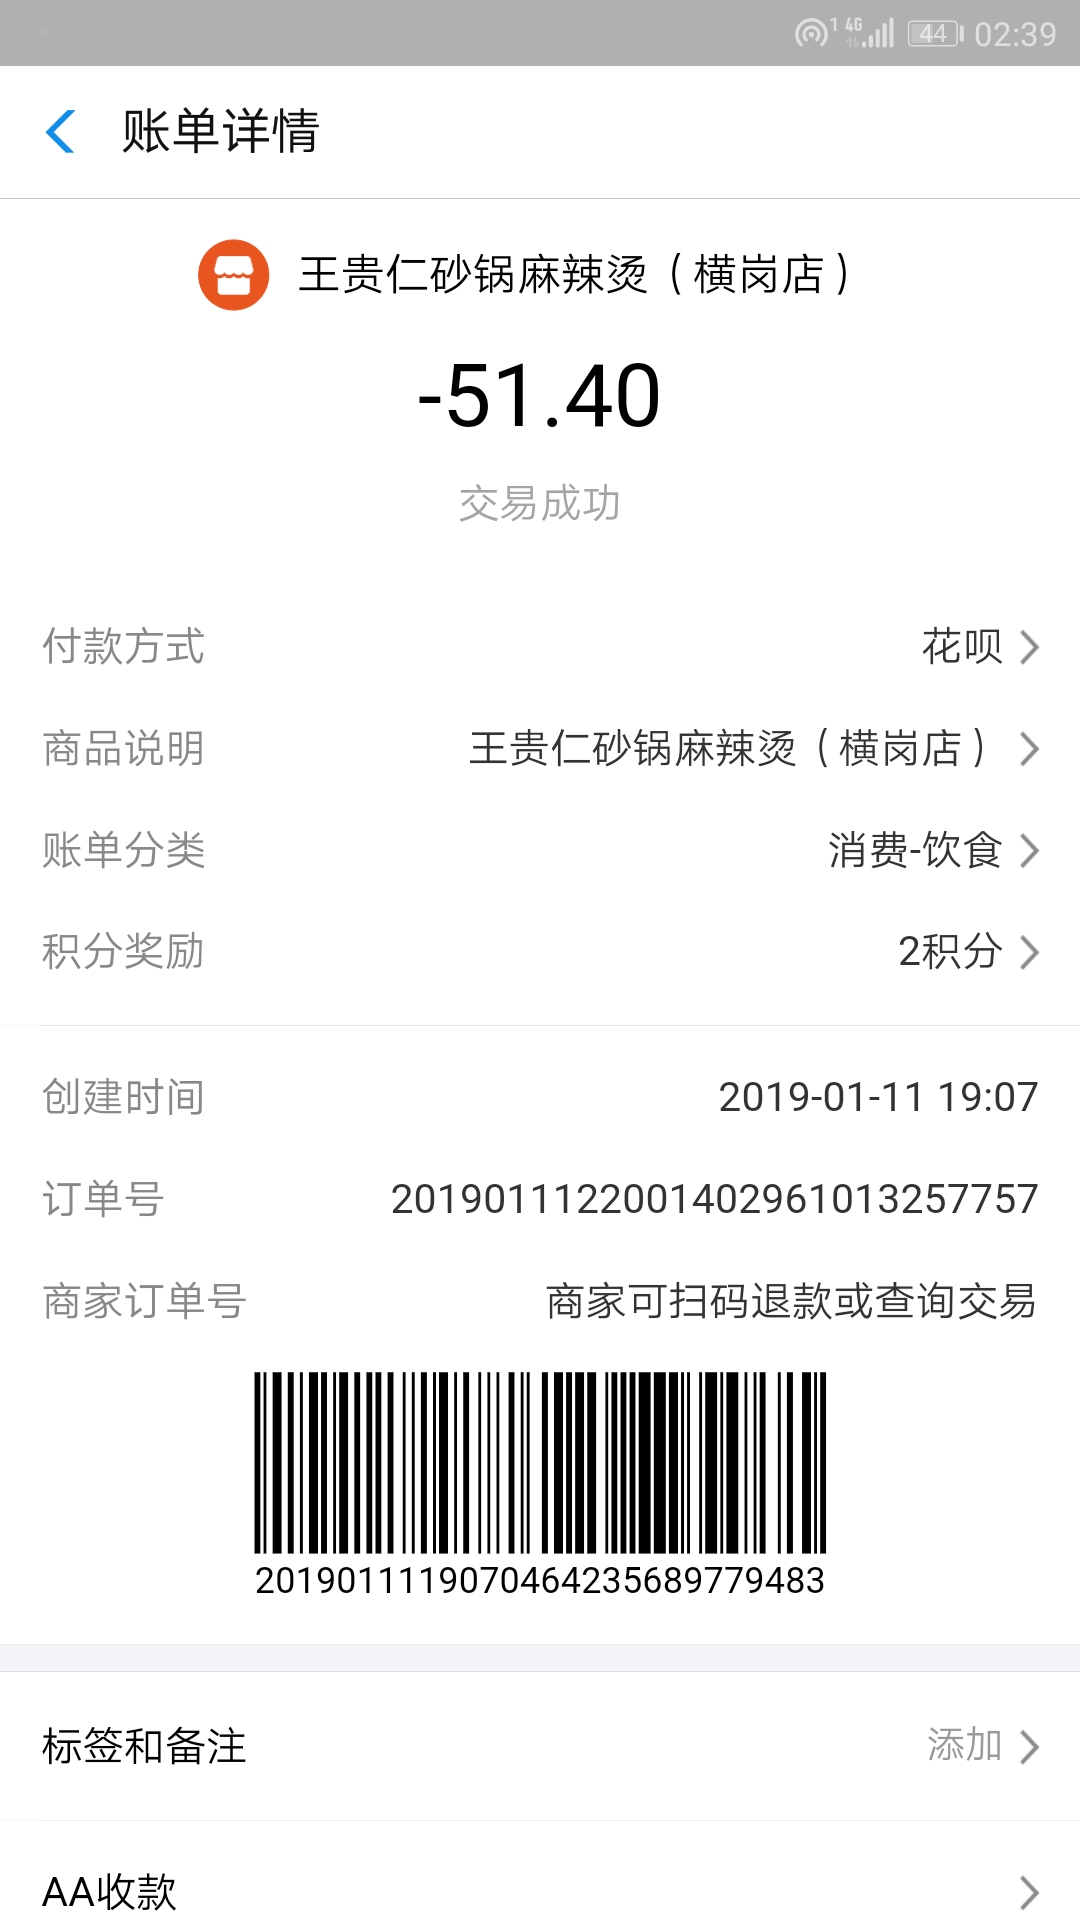 1 4G 44 02:39
账单详情
王贵仁砂锅麻辣烫（横岗店）
-51.40
交易成功
付款方式 花呗
商品说明 王贵仁砂锅麻辣烫（横岗店）
账单分类 消费-饮食
积分奖励 2积分
创建时间 2019-01-11 19:07
订单号 2019011122001402961013257757
商家订单号 商家可扫码退款或查询交易
2019011119070464235689779483
标签和备注 添加
AA收款